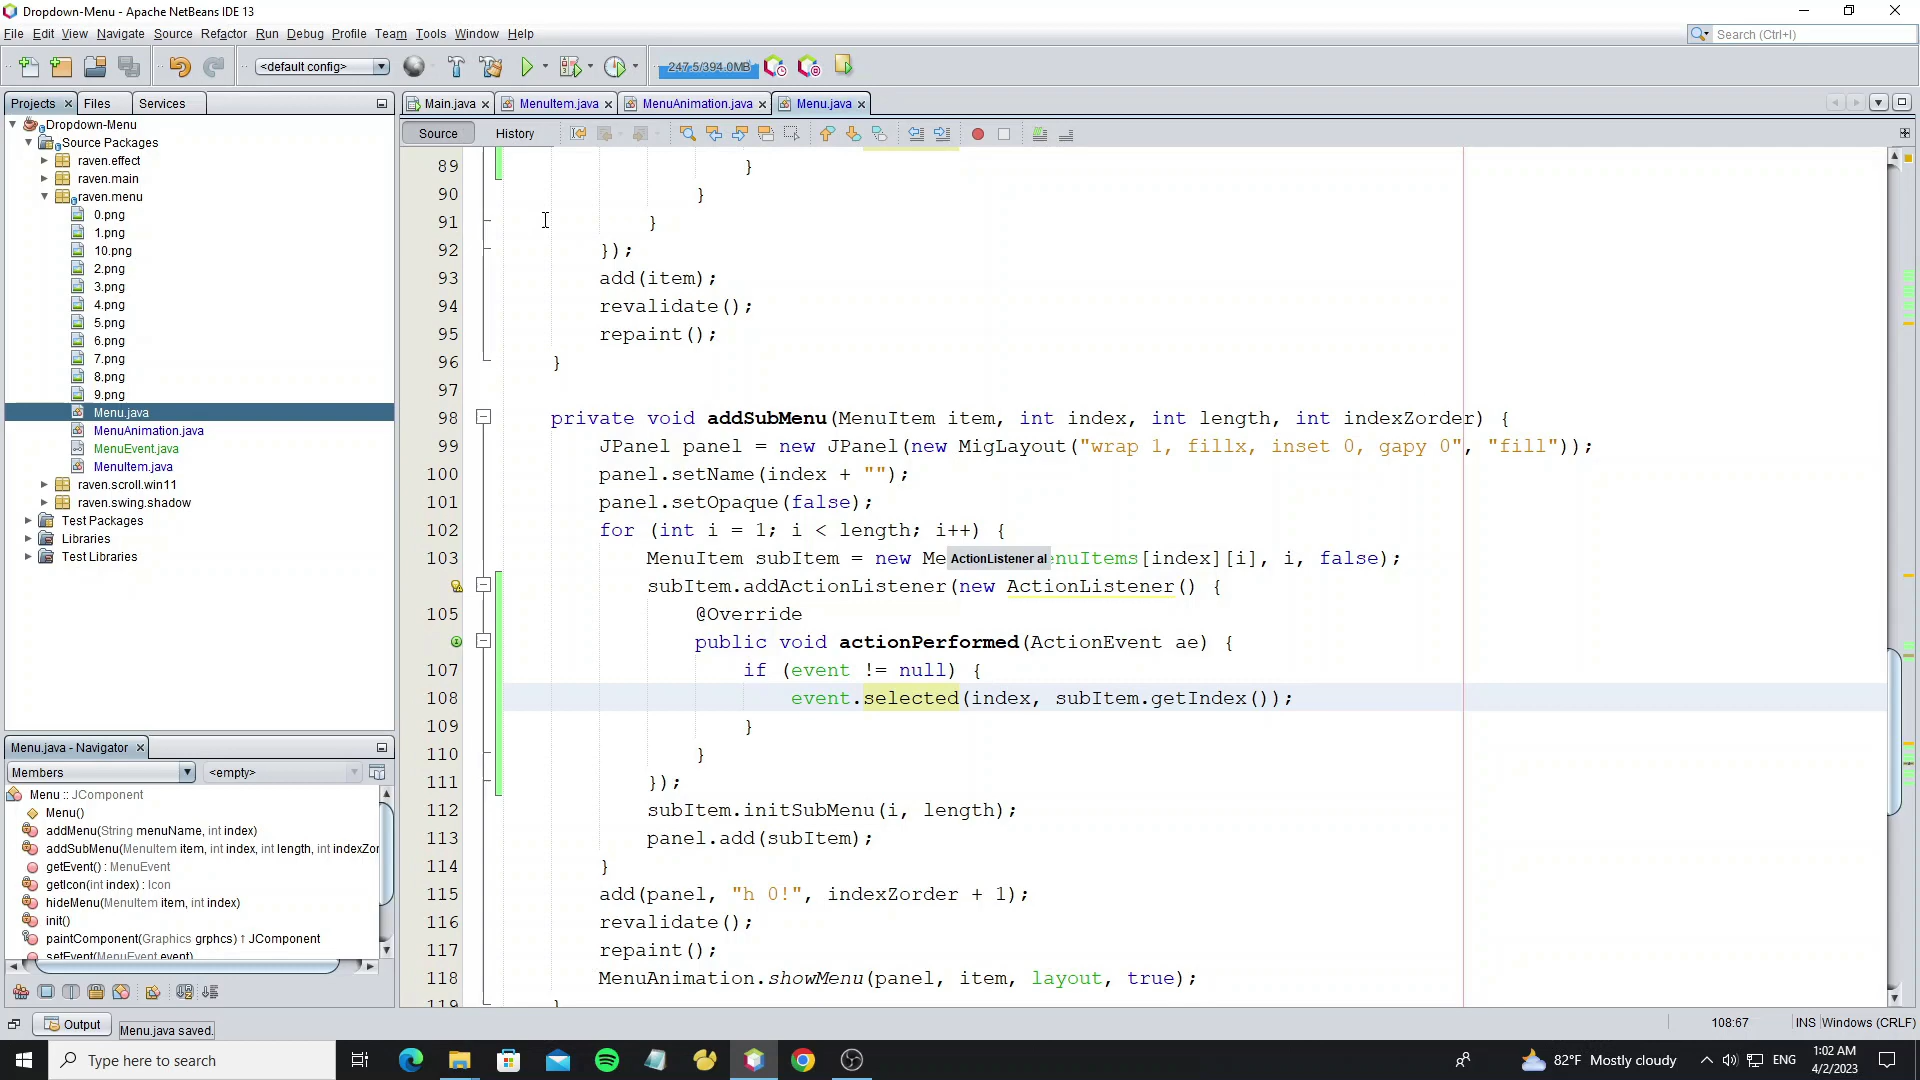 Dropdown-Menu - Apache NetBeans IDE 13
File Edit View Navigate Source Refactor Run Debug Profile Team Tools Window Help
Search (Ctrl+I)
<default config>
247.5/394.0MB
Projects Files Services
Main.java MenuItem.java MenuAnimation.java Menu.java
Source History
Dropdown-Menu
Source Packages
raven.effect
raven.main
raven.menu
0.png
1.png
10.png
2.png
3.png
4.png
5.png
6.png
7.png
8.png
9.png
Menu.java
MenuAnimation.java
MenuEvent.java
MenuItem.java
raven.scroll.win11
raven.swing.shadow
Test Packages
Libraries
Test Libraries
Menu.java - Navigator
Members <empty>
Menu :: JComponent
Menu()
addMenu(String menuName, int index)
addSubMenu(MenuItem item, int index, int length, int indexZor
getEvent() : MenuEvent
getIcon(int index) : Icon
hideMenu(MenuItem item, int index)
init()
paintComponent(Graphics grphcs) ↑ JComponent
setEvent(MenuEvent event)
89 }
90 }
91 }
92 });
93 add(item);
94 revalidate();
95 repaint();
96 }
97
98 private void addSubMenu(MenuItem item, int index, int length, int indexZorder) {
99 JPanel panel = new JPanel(new MigLayout("wrap 1, fillx, inset 0, gapy 0", "fill"));
100 panel.setName(index + "");
101 panel.setOpaque(false);
102 for (int i = 1; i < length; i++) {
103 MenuItem subItem = new Me ActionListener al enuItems[index][i], i, false);
subItem.addActionListener(new ActionListener() {
105 @Override
public void actionPerformed(ActionEvent ae) {
107 if (event != null) {
108 event.selected(index, subItem.getIndex());
109 }
110 }
111 });
112 subItem.initSubMenu(i, length);
113 panel.add(subItem);
114 }
115 add(panel, "h 0!", indexZorder + 1);
116 revalidate();
117 repaint();
118 MenuAnimation.showMenu(panel, item, layout, true);
119 }
Output Menu.java saved.
108:67 INS Windows (CRLF)
Type here to search
82°F Mostly cloudy ENG 1:02 AM
4/2/2023